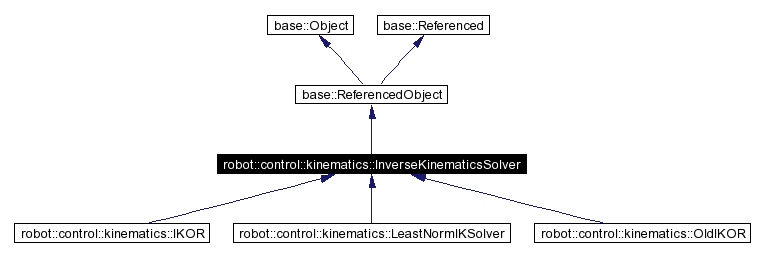 base::Object
base::Referenced
base::ReferencedObject
robot::control::kinematics::InverseKinematicsSolver
robot::control::kinematics::IKOR
robot::control::kinematics::LeastNormIKSolver
robot::control::kinematics::OldIKOR